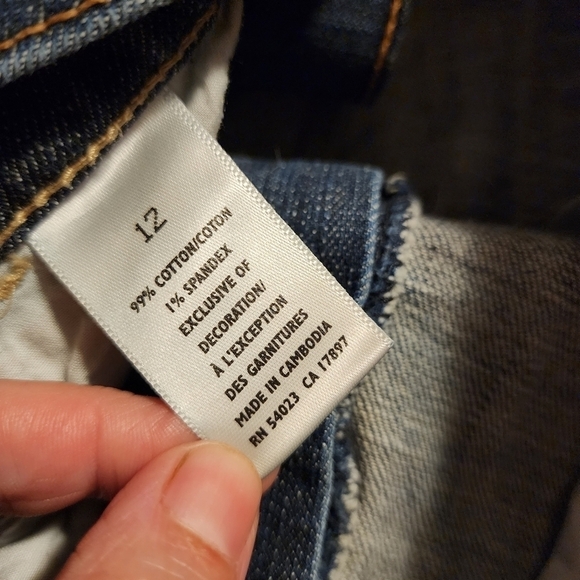 12
99% COTTON/COTON
1% SPANDEX
EXCLUSIVE OF
DECORATION/
À L'EXCEPTION
DES GARNITURES
MADE IN CAMBODIA
RN 54023 CA 17897